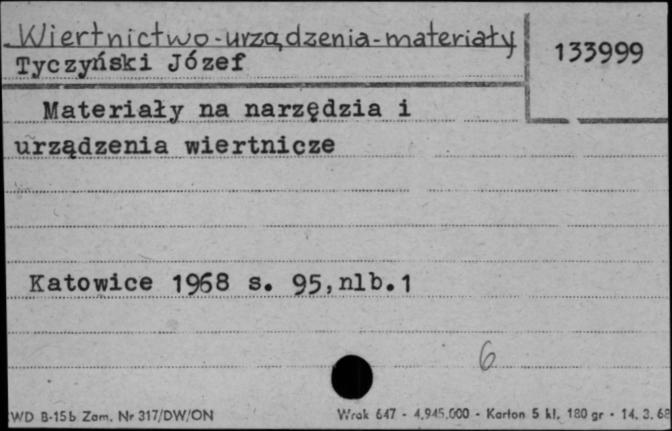 Wiertnictwo-urządzenia-materiały
133999
Tyczyński Józef
Materiały na narzędzia i
urządzenia wiertnicze
Katowice 1968 s. 95,nlb.1
6
WD B-15b Zam. Nr 317/DW/ON Wrak 647 - 4.945.000 - Karton 5 kl. 180 gr - 14. 3. 68